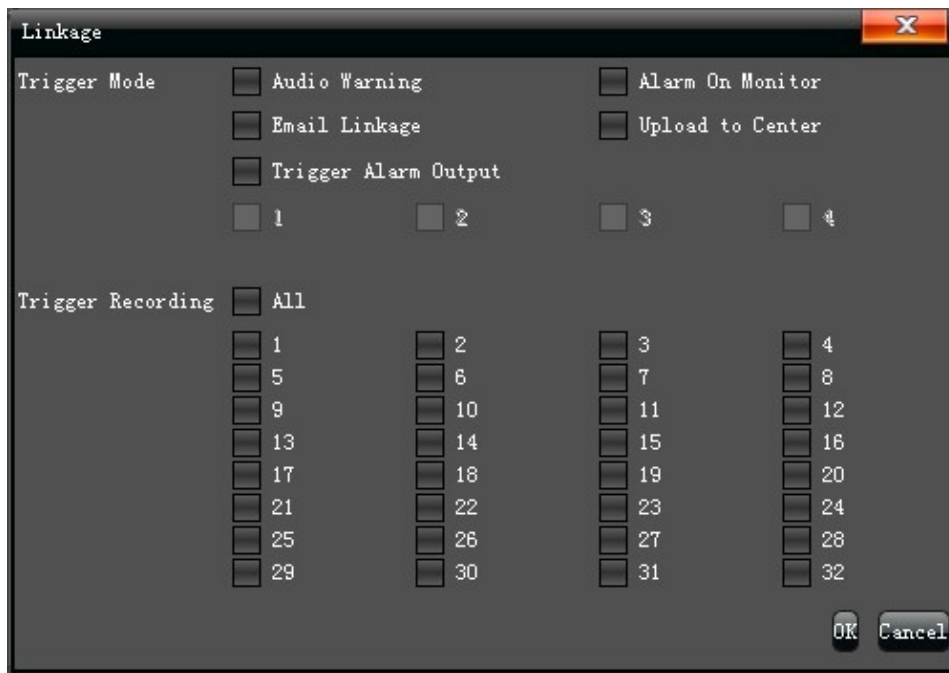 Linkage
Trigger Mode Audio Warning Alarm On Monitor
Email Linkage Upload to Center
Trigger Alarm Output
1 2 3 4
Trigger Recording All
1 2 3 4
5 6 7 8
9 10 11 12
13 14 15 16
17 18 19 20
21 22 23 24
25 26 27 28
29 30 31 32
OK Cancel